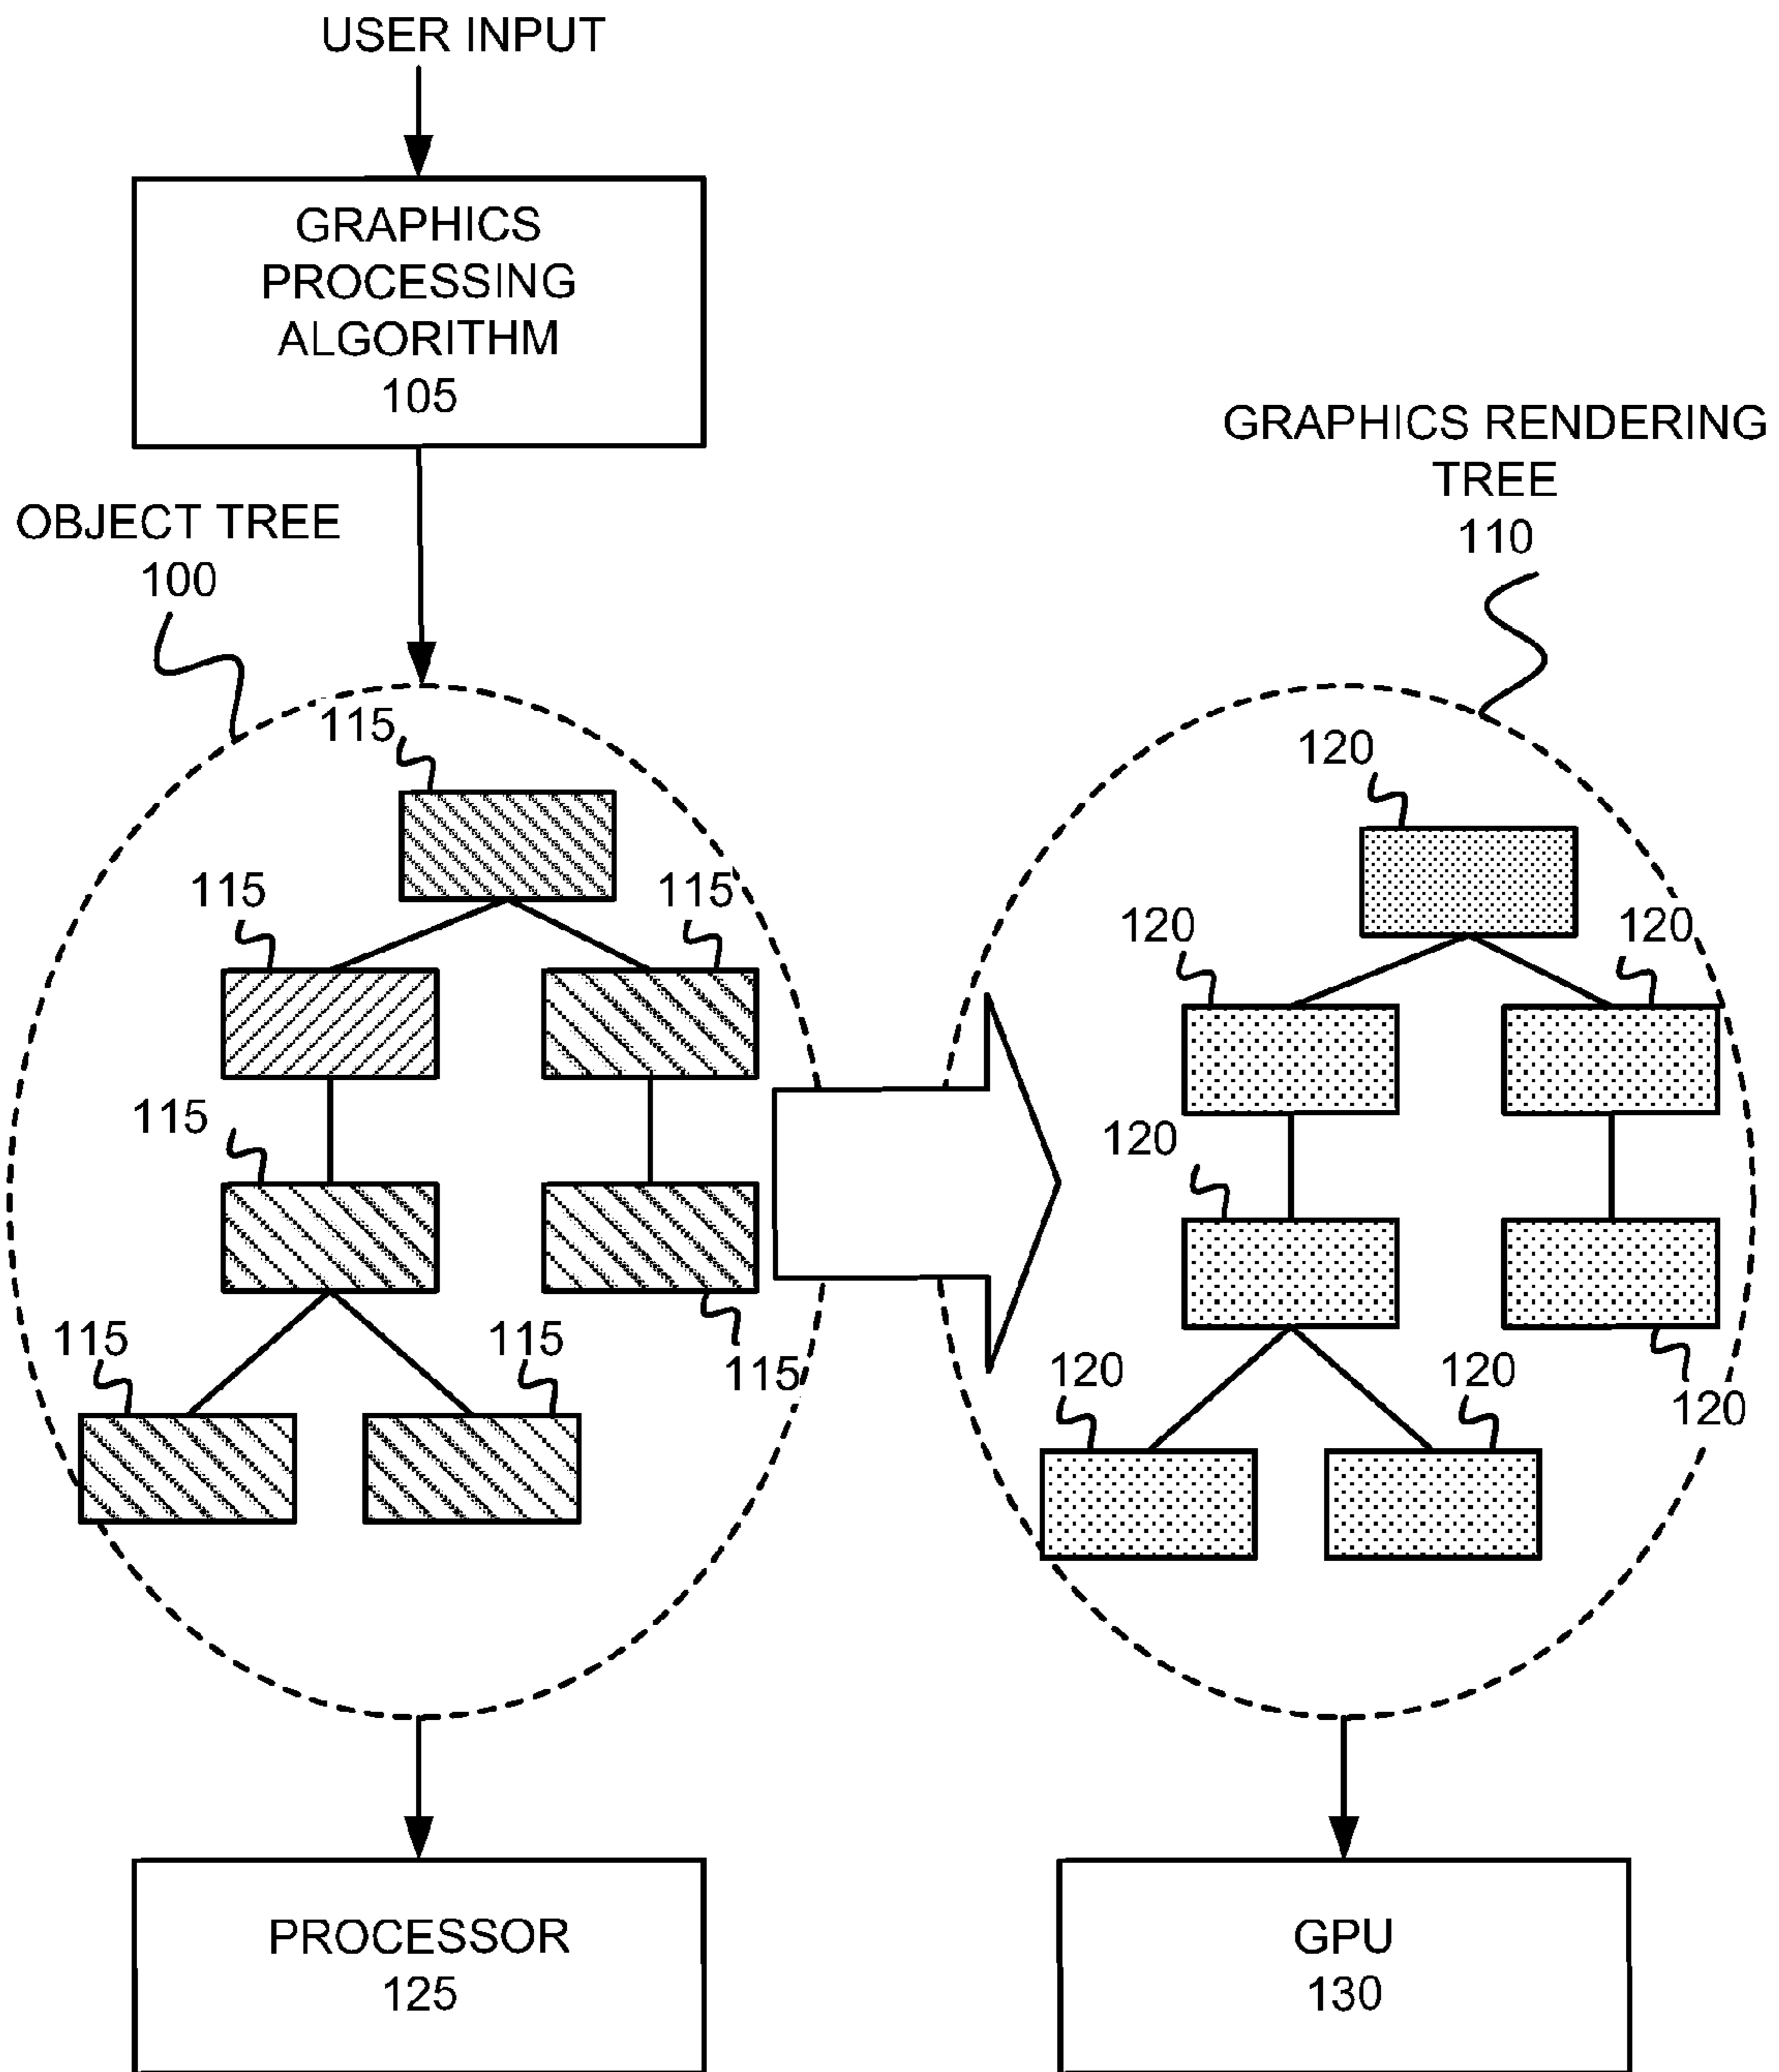 USER INPUT
GRAPHICS
PROCESSING
ALGORITHM
105
GRAPHICS RENDERING
TREE
110
OBJECT TREE
100
115
120
115
115
120
120
115
120
115
115
115
120
120
120
PROCESSOR
125
GPU
130